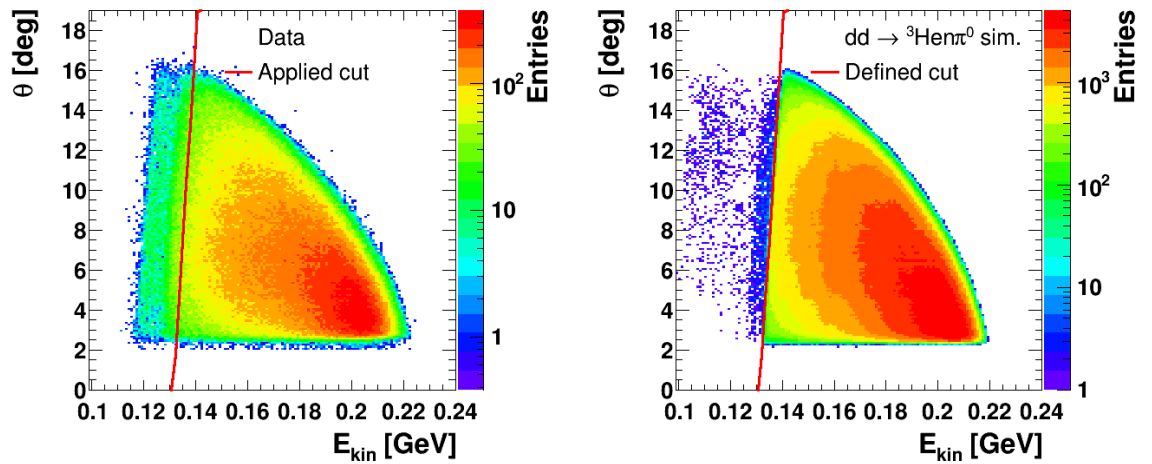 θ [deg]
18
16
14
12
10
8
6
4
2
0
Data
Applied cut
0.1 0.12 0.14 0.16 0.18 0.2 0.22 0.24
E_kin [GeV]
Entries
10²
10
1
θ [deg]
18
16
14
12
10
8
6
4
2
0
dd → ³Henπ⁰ sim.
Defined cut
0.1 0.12 0.14 0.16 0.18 0.2 0.22 0.24
E_kin [GeV]
Entries
10³
10²
10
1